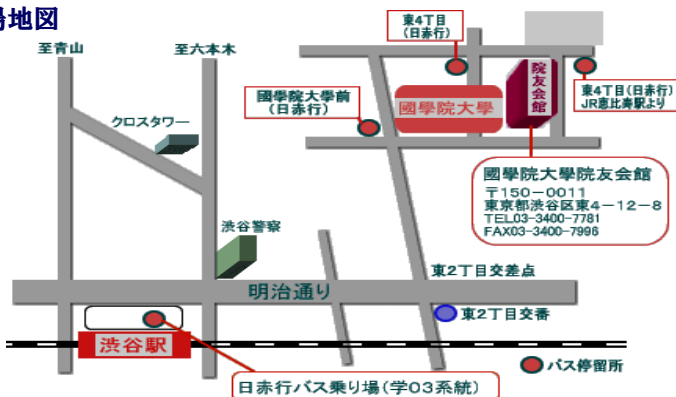 場地図
至青山
至六本木
東4丁目
(日赤行)
院友会館
國學院大學前
(日赤行)
國學院大學
東4丁目(日赤行)
JR恵比寿駅より
クロスタワー
國學院大學院友会館
〒150-0011
東京都渋谷区東4-12-8
TEL03-3400-7781
FAX03-3400-7996
渋谷警察
東2丁目交差点
明治通り
東2丁目交番
渋谷駅
バス停留所
日赤行バス乗り場(学03系統)